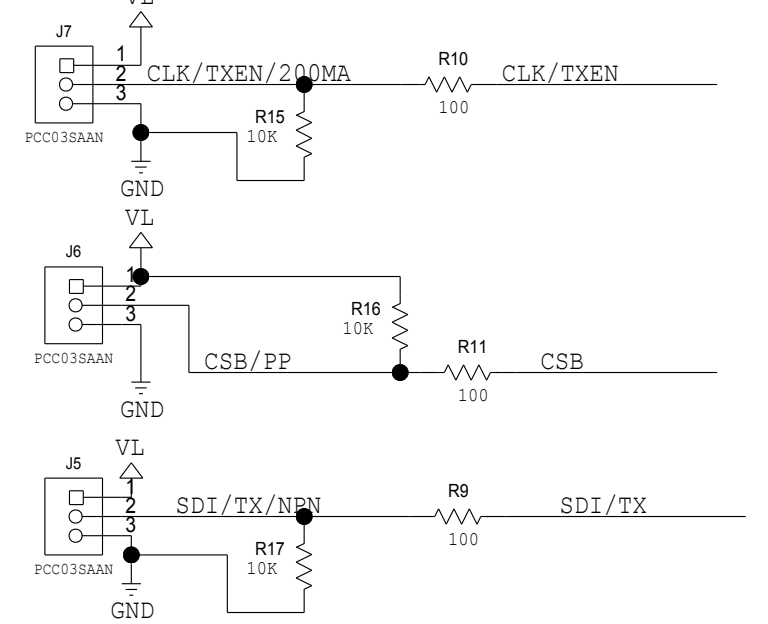 VL
J7
1
2
3
CLK/TXEN/200MA
R10
100
CLK/TXEN
R15
10K
PCC03SAAN
GND
VL
J6
1
2
3
R16
10K
PCC03SAAN
CSB/PP
R11
100
CSB
GND
VL
J5
1
2
3
SDI/TX/NPN
R9
100
SDI/TX
R17
10K
PCC03SAAN
GND